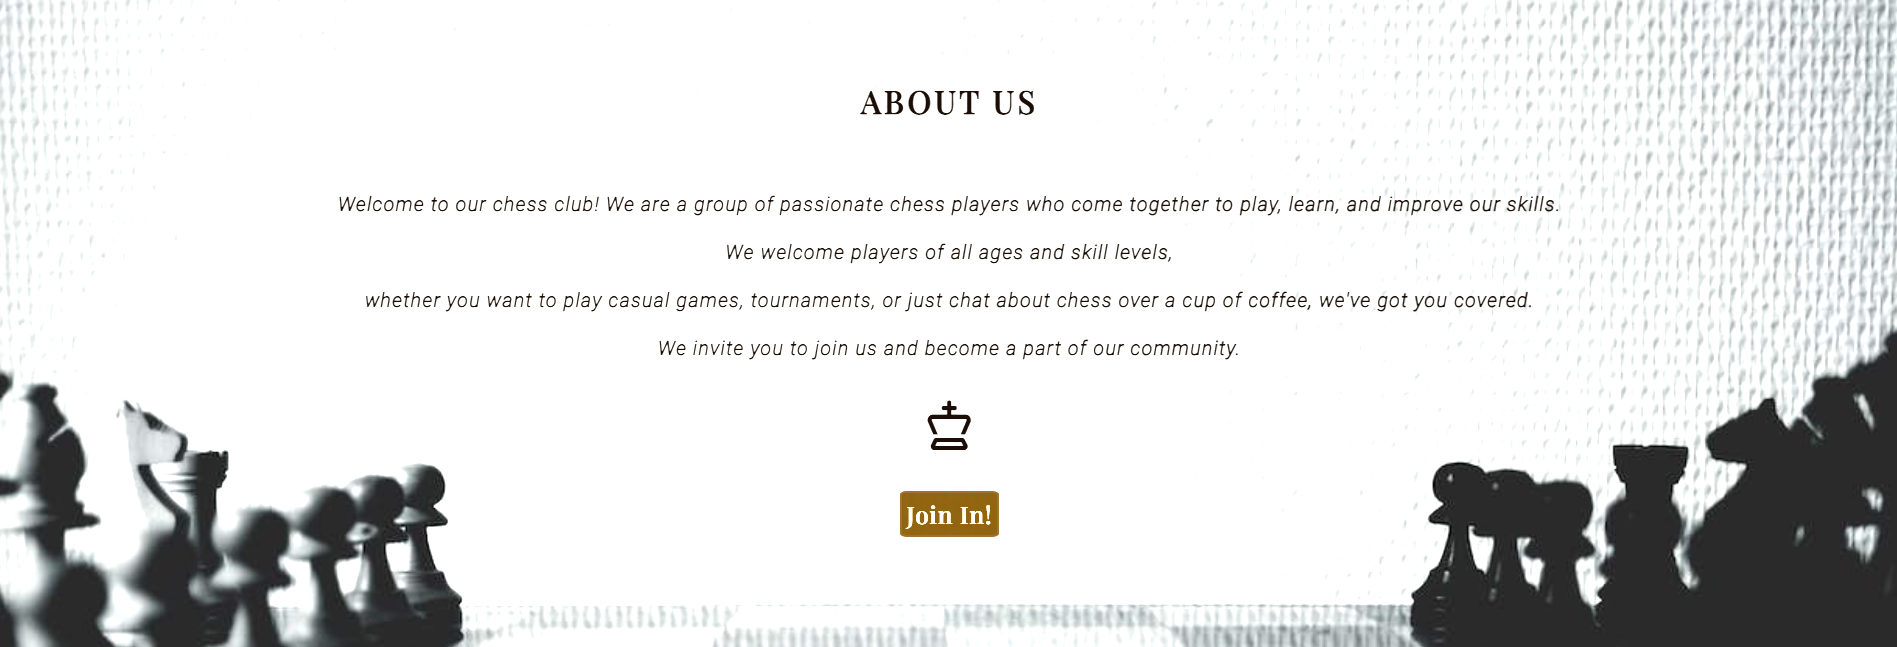 ABOUT US
Welcome to our chess club! We are a group of passionate chess players who come together to play, learn, and improve our skills.
We welcome players of all ages and skill levels,
whether you want to play casual games, tournaments, or just chat about chess over a cup of coffee, we've got you covered.
We invite you to join us and become a part of our community.
Join In!